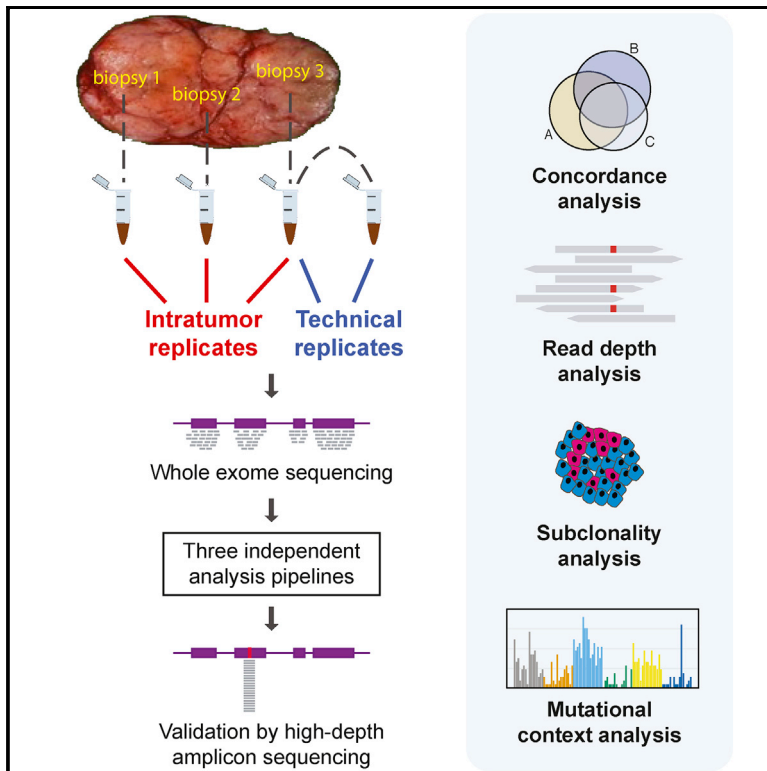 biopsy 1
biopsy 2
biopsy 3
Intratumor
replicates
Technical
replicates
Whole exome sequencing
Three independent
analysis pipelines
Validation by high-depth
amplicon sequencing
B
A
C
Concordance
analysis
Read depth
analysis
Subclonality
analysis
Mutational
context analysis